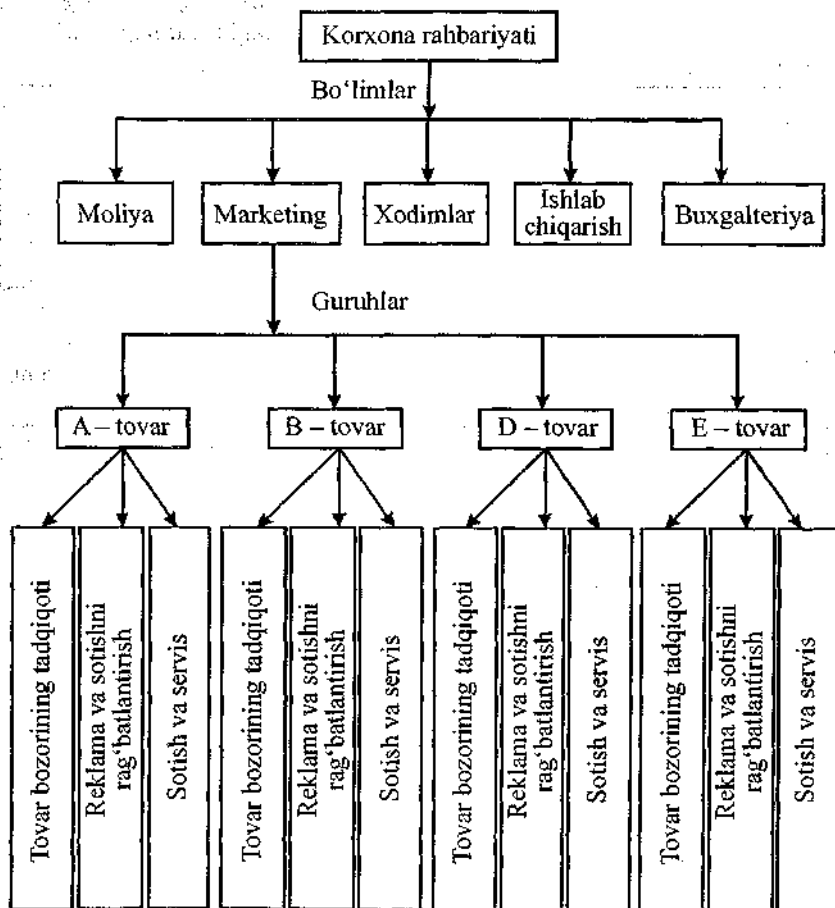 Korxona rahbariyati
Bo‘limlar
Moliya
Marketing
Xodimlar
Ishlab
chiqarish
Buxgalteriya
Guruhlar
A – tovar
B – tovar
D – tovar
E – tovar
Tovar bozorining tadqiqoti
Reklama va sotishni
rag‘batlantirish
Sotish va servis
Tovar bozorining tadqiqoti
Reklama va sotishni
rag‘batlantirish
Sotish va servis
Tovar bozorining tadqiqoti
Reklama va sotishni
rag‘batlantirish
Sotish va servis
Tovar bozorining tadqiqoti
Reklama va sotishni
rag‘batlantirish
Sotish va servis